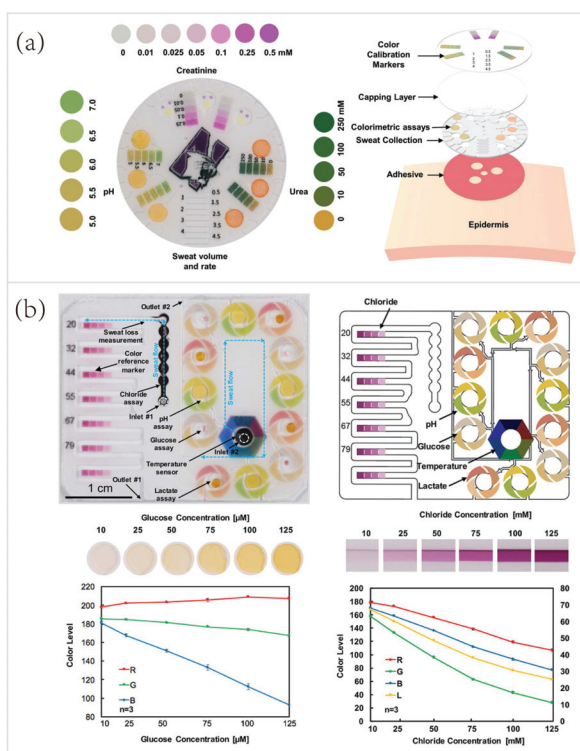 (a)
0 0.01 0.025 0.05 0.1 0.25 0.5 mM
Creatinine
7.0
6.5
6.0
5.5
5.0
pH
250 mM
100
50
10
0
Urea
0.5
1.5
2.5
3.5
4.5
1
2
3
4
Sweat volume
and rate
Color
Calibration
Markers
Capping Layer
Colorimetric assays
Sweat Collection
Adhesive
Epidermis
(b)
Outlet #2
20
Sweat loss
measurement
32
Color
reference
marker
44
Chloride
assay
55
Inlet #1
67
79
Outlet #1
1 cm
Sweat flow
Sweat flow
pH
assay
Glucose
assay
Temperature
sensor
Inlet #2
Lactate
assay
Chloride
20
32
44
55
67
79
pH
Glucose
Temperature
Lactate
Glucose Concentration [µM]
10 25 50 75 100 125
Color Level
220
200
180
160
140
120
100
80
R
G
B
n=3
10 25 50 75 100 125
Glucose Concentration [µM]
Chloride Concentration [mM]
10 25 50 75 100 125
Color Level
200
180
160
140
120
100
80
60
40
20
0
80
70
60
50
40
30
20
10
0
R
G
B
L
n=3
10 25 50 75 100 125
Chloride Concentration [mM]